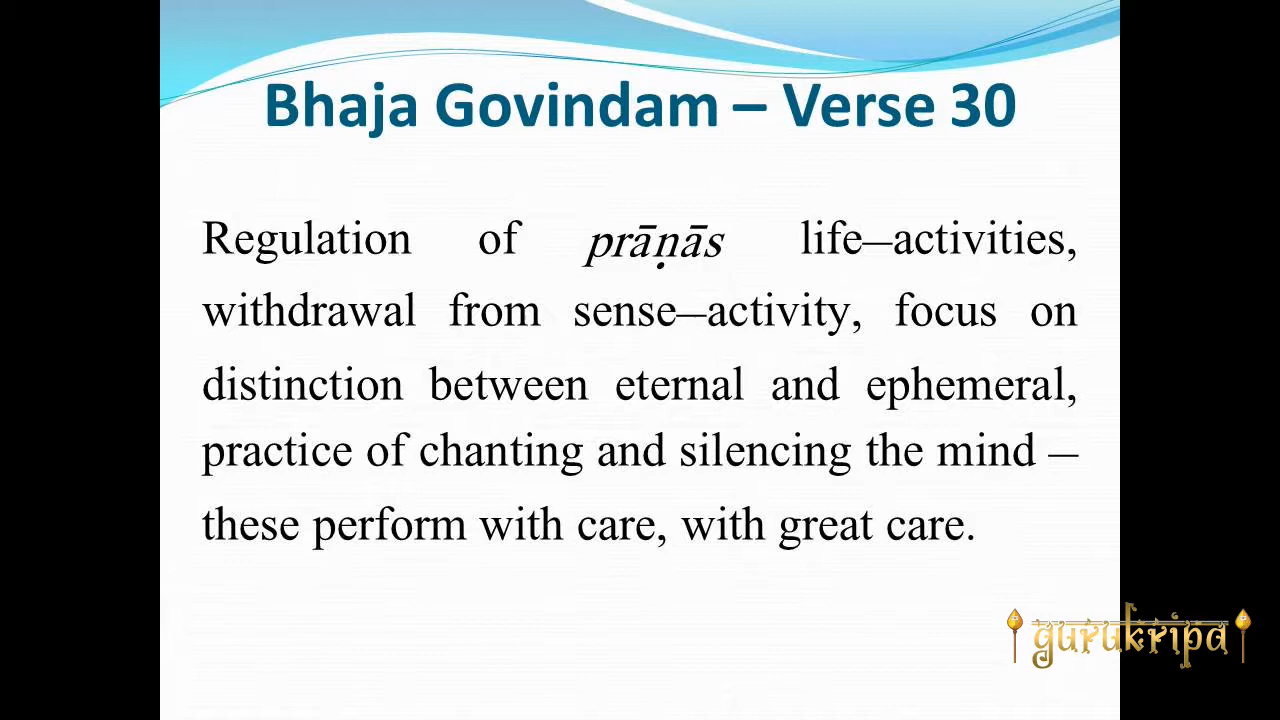 Bhaja Govindam – Verse 30
Regulation of prāṇās life–activities,
withdrawal from sense–activity, focus on
distinction between eternal and ephemeral,
practice of chanting and silencing the mind –
these perform with care, with great care.
gurukripa